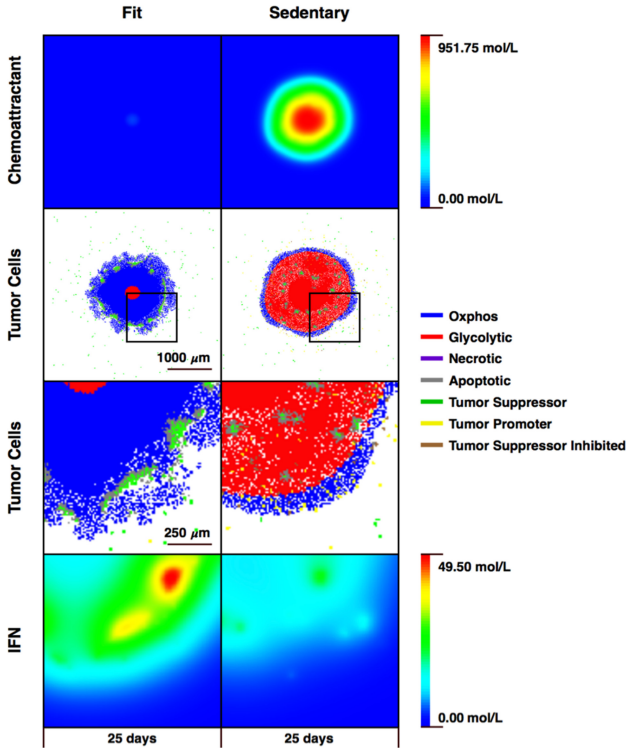 Fit
Sedentary
Chemoattractant
951.75 mol/L
0.00 mol/L
Tumor Cells
1000 μm
Oxphos
Glycolytic
Necrotic
Apoptotic
Tumor Suppressor
Tumor Promoter
Tumor Suppressor Inhibited
Tumor Cells
250 μm
IFN
49.50 mol/L
0.00 mol/L
25 days
25 days